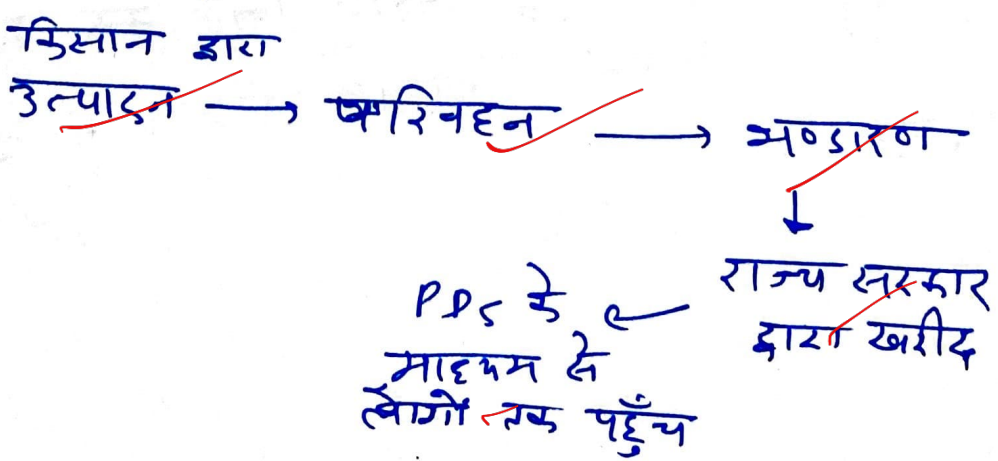 किसान द्वारा
उत्पादन → परिवहन → भण्डारण
↓
राज्य सरकार
द्वारा खरीद
PDS के ←
माध्यम से
लोगों तक पहुँच